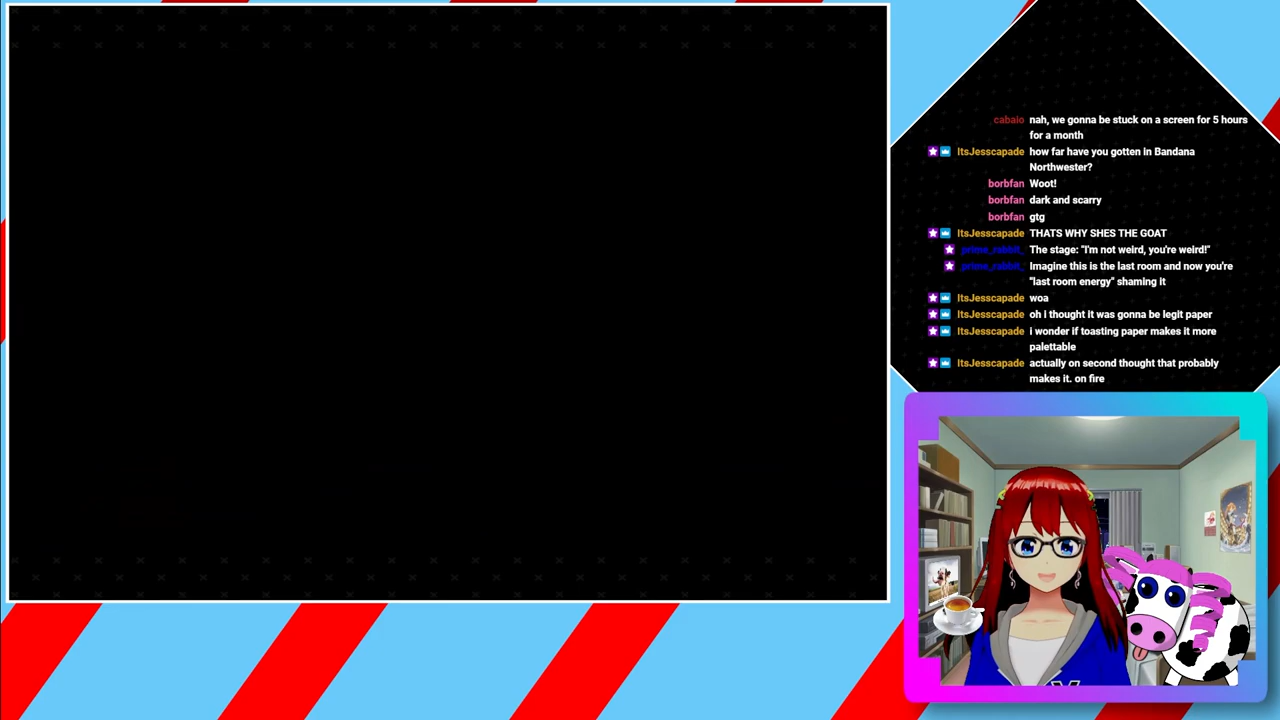 cabaio nah, we gonna be stuck on a screen for 5 hours
for a month
ItsJesscapade how far have you gotten in Bandana
Northwester?
borbfan Woot!
borbfan dark and scarry
borbfan gtg
ItsJesscapade THATS WHY SHES THE GOAT
prime_rabbit_ The stage: "I'm not weird, you're weird!"
prime_rabbit_ Imagine this is the last room and now you're
"last room energy" shaming it
ItsJesscapade woa
ItsJesscapade oh i thought it was gonna be legit paper
ItsJesscapade i wonder if toasting paper makes it more
palettable
ItsJesscapade actually on second thought that probably
makes it. on fire